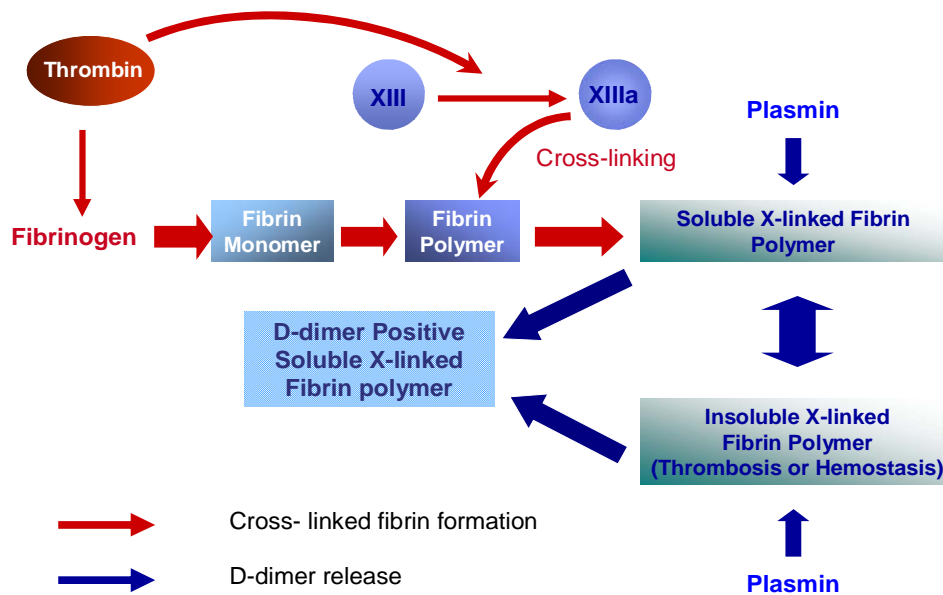 Thrombin
XIII
XIIIa
Plasmin
Cross-linking
Fibrinogen
Fibrin
Monomer
Fibrin
Polymer
Soluble X-linked Fibrin
Polymer
D-dimer Positive
Soluble X-linked
Fibrin polymer
Insoluble X-linked
Fibrin Polymer
(Thrombosis or Hemostasis)
Cross- linked fibrin formation
D-dimer release
Plasmin